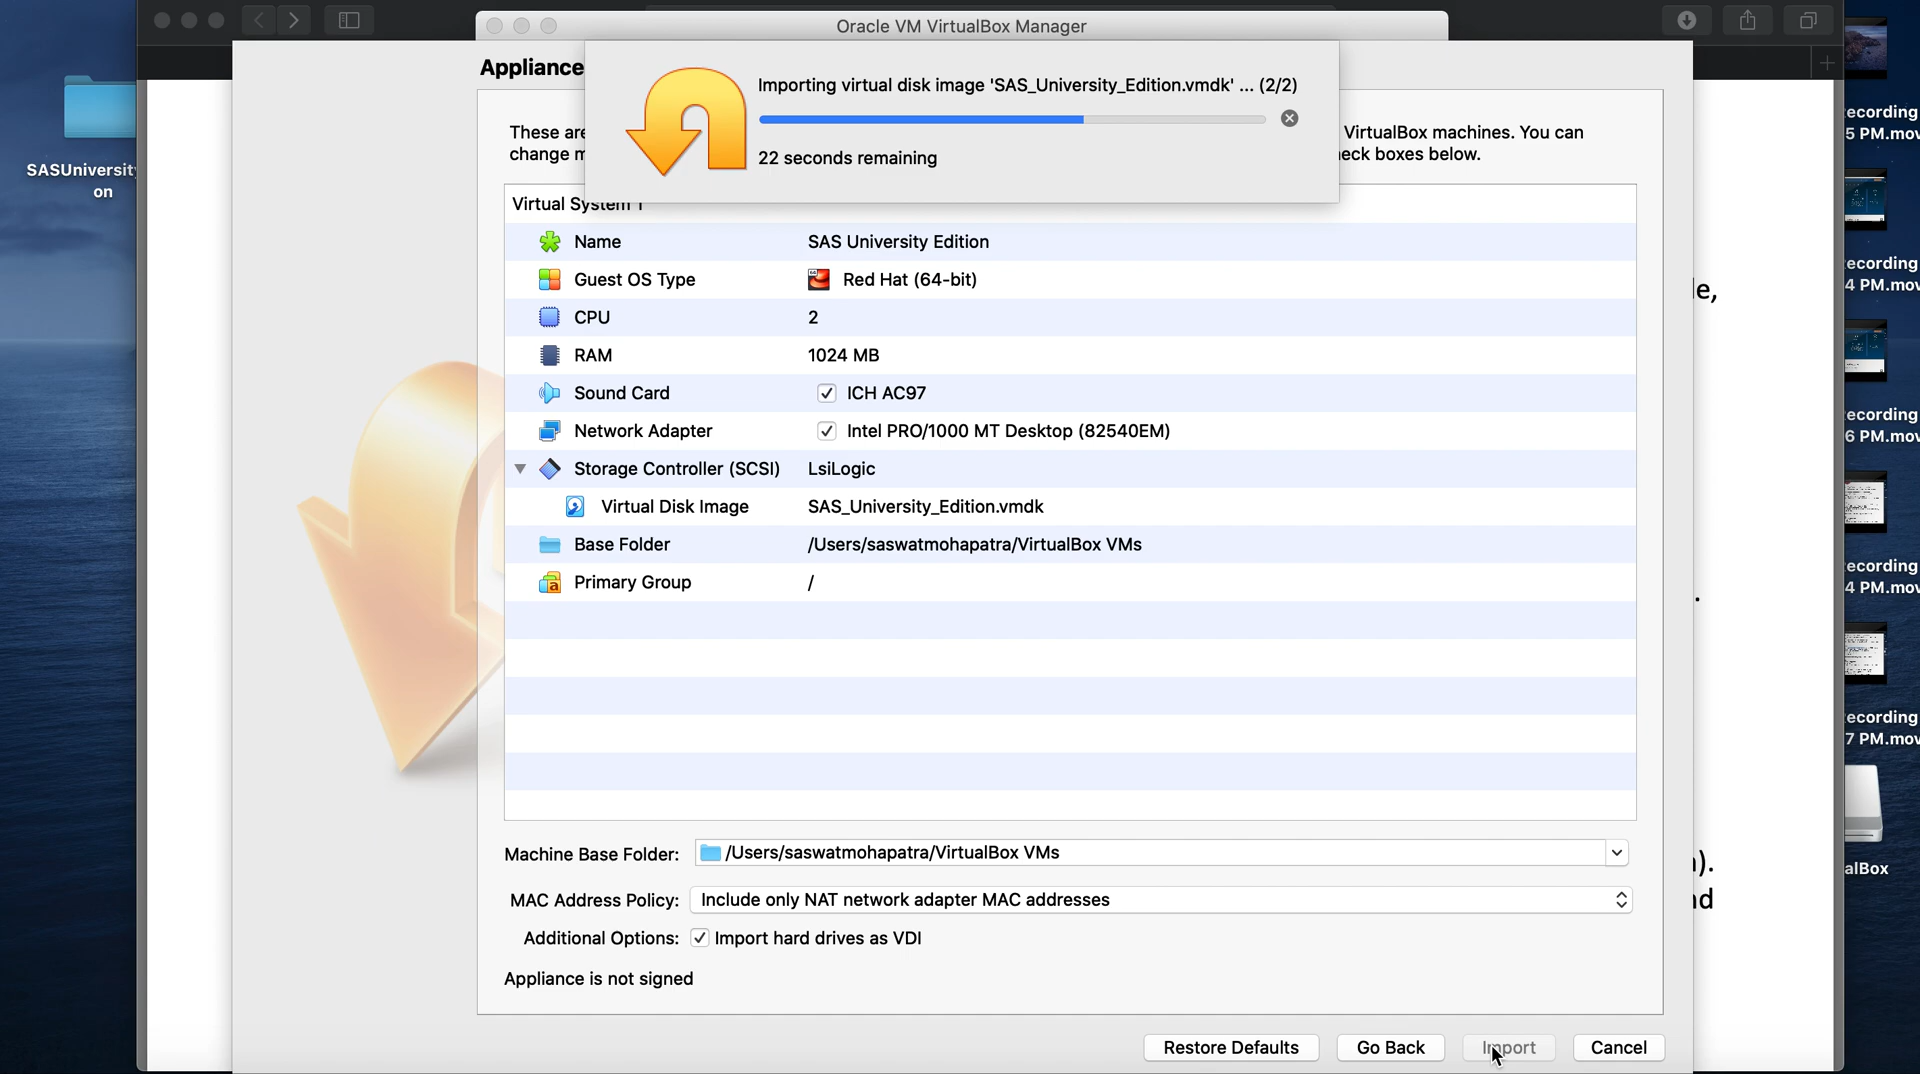 Oracle VM VirtualBox Manager
Appliance
Importing virtual disk image 'SAS_University_Edition.vmdk' ... (2/2)
22 seconds remaining
These are
VirtualBox machines. You can
change m
eck boxes below.
Virtual System 1
Name SAS University Edition
Guest OS Type Red Hat (64-bit)
CPU 2
RAM 1024 MB
Sound Card ICH AC97
Network Adapter Intel PRO/1000 MT Desktop (82540EM)
Storage Controller (SCSI) LsiLogic
Virtual Disk Image SAS_University_Edition.vmdk
Base Folder /Users/saswatmohapatra/VirtualBox VMs
Primary Group /
Machine Base Folder: /Users/saswatmohapatra/VirtualBox VMs
MAC Address Policy: Include only NAT network adapter MAC addresses
Additional Options: Import hard drives as VDI
Appliance is not signed
Restore Defaults Go Back Import Cancel
SASUniversity
on
ecording
5 PM.mov
ecording
4 PM.mov
ecording
6 PM.mov
ecording
4 PM.mov
ecording
7 PM.mov
alBox
le,
).
nd